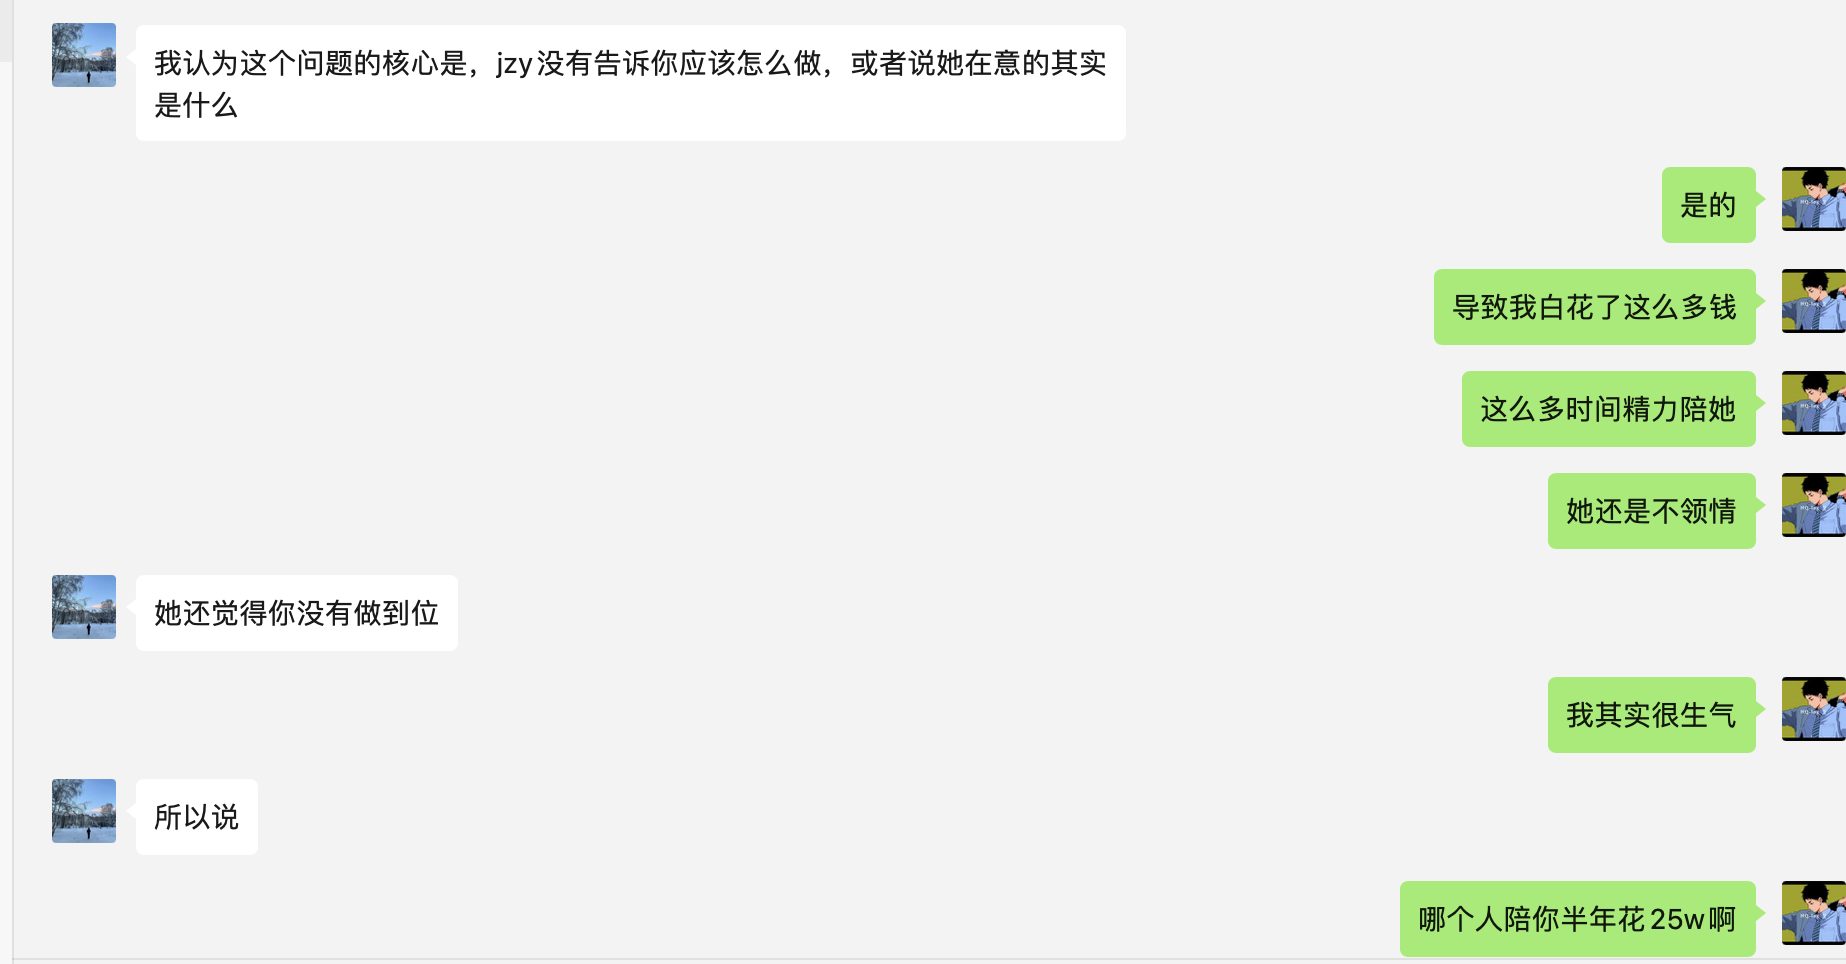 我认为这个问题的核心是，jzy没有告诉你应该怎么做，或者说她在意的其实
是什么
是的
导致我白花了这么多钱
这么多时间精力陪她
她还是不领情
她还觉得你没有做到位
我其实很生气
所以说
哪个人陪你半年花25w啊